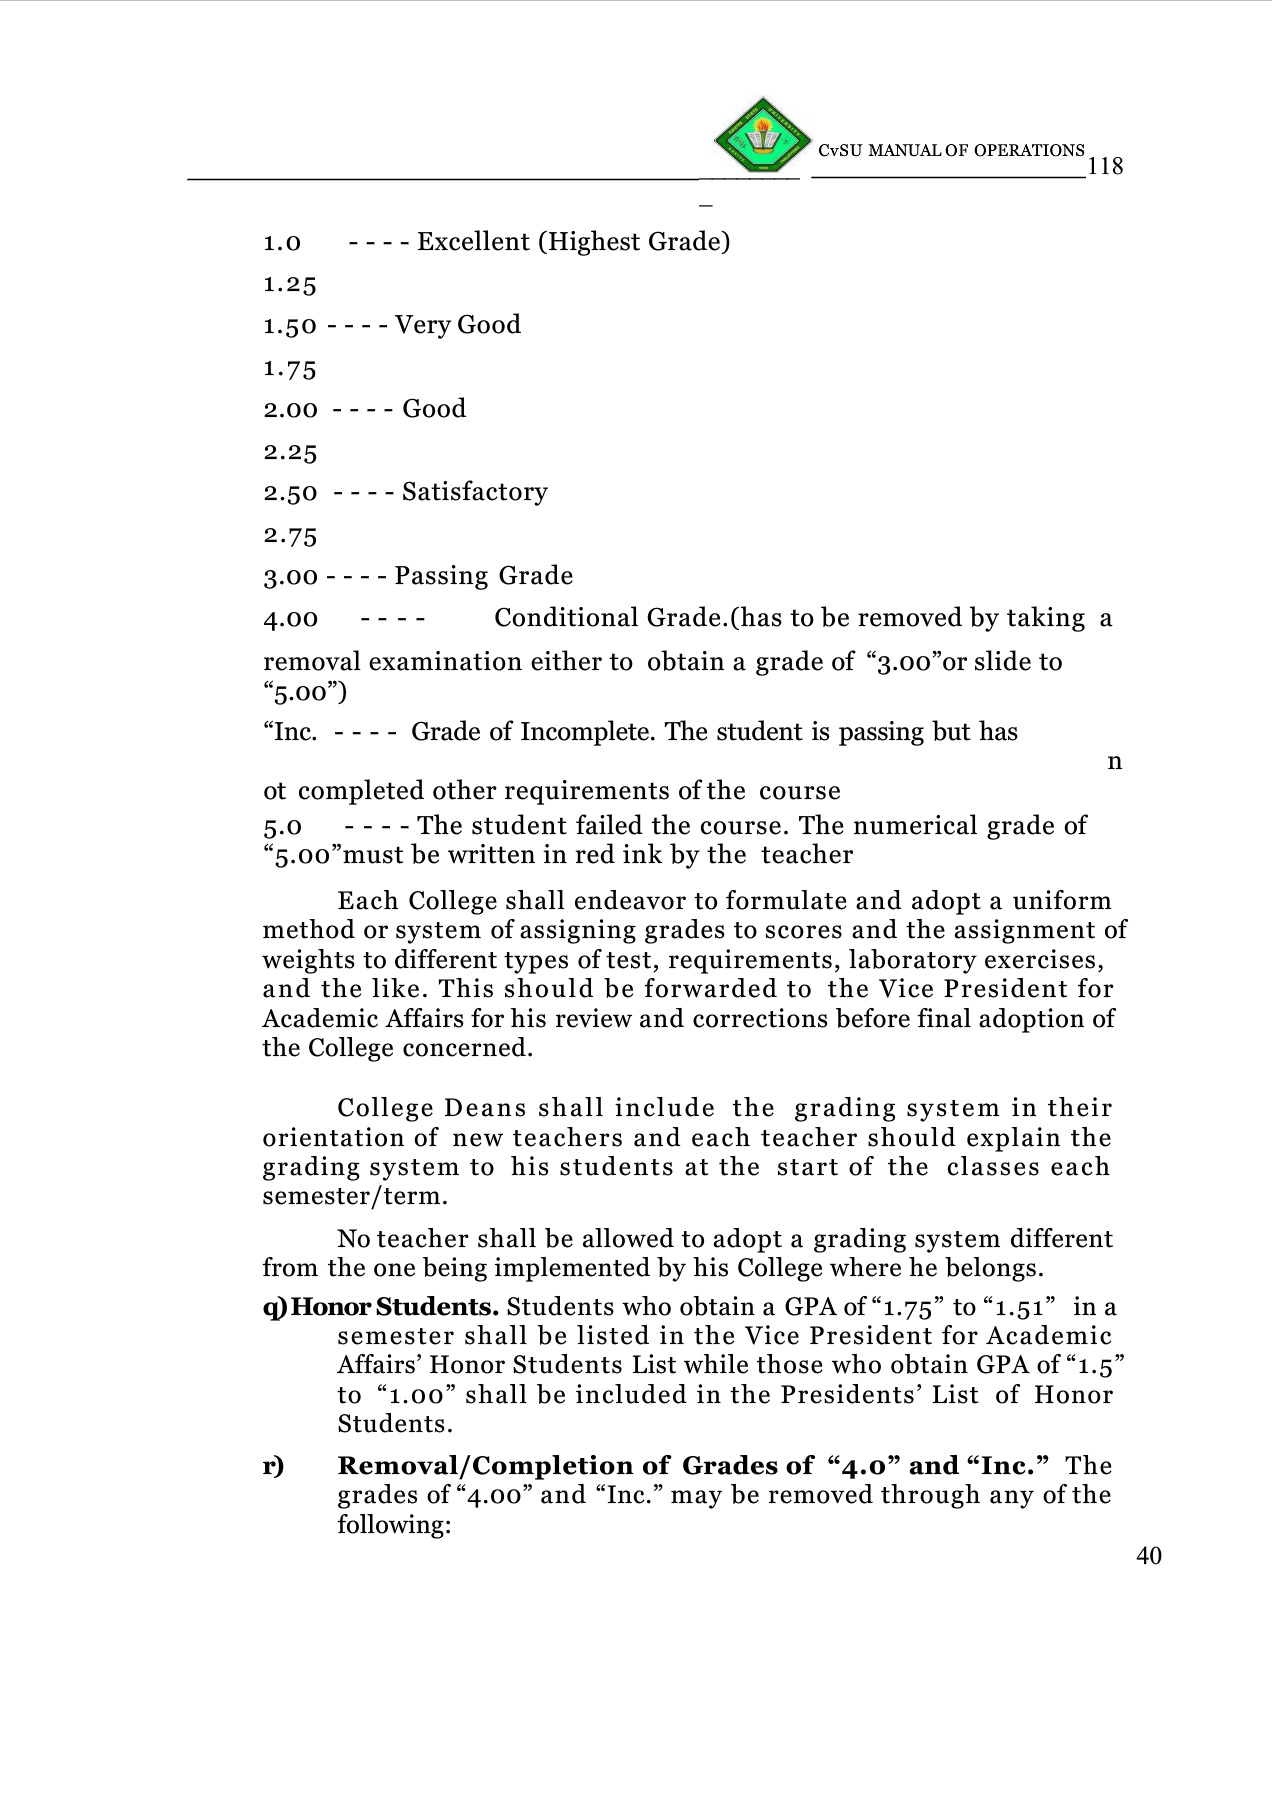 CvSU MANUAL OF OPERATIONS
118
1.0 - - - - Excellent (Highest Grade)
1.25
1.50 - - - - Very Good
1.75
2.00 - - - - Good
2.25
2.50 - - - - Satisfactory
2.75
3.00 - - - - Passing Grade
4.00 - - - - Conditional Grade.(has to be removed by taking a
removal examination either to obtain a grade of “3.00”or slide to
“5.00”)
“Inc. - - - - Grade of Incomplete. The student is passing but has
n
ot completed other requirements of the course
5.0 - - - - The student failed the course. The numerical grade of
“5.00”must be written in red ink by the teacher
Each College shall endeavor to formulate and adopt a uniform
method or system of assigning grades to scores and the assignment of
weights to different types of test, requirements, laboratory exercises,
and the like. This should be forwarded to the Vice President for
Academic Affairs for his review and corrections before final adoption of
the College concerned.
College Deans shall include the grading system in their
orientation of new teachers and each teacher should explain the
grading system to his students at the start of the classes each
semester/term.
No teacher shall be allowed to adopt a grading system different
from the one being implemented by his College where he belongs.
q) Honor Students. Students who obtain a GPA of “1.75” to “1.51” in a
semester shall be listed in the Vice President for Academic
Affairs’ Honor Students List while those who obtain GPA of “1.5”
to “1.00” shall be included in the Presidents’ List of Honor
Students.
r) Removal/Completion of Grades of “4.0” and “Inc.” The
grades of “4.00” and “Inc.” may be removed through any of the
following:
40